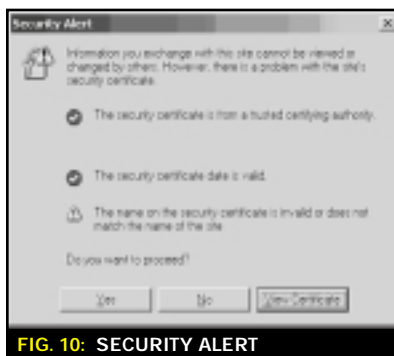 Security Alert
Information you exchange with this site cannot be viewed or
changed by others. However, there is a problem with the site's
security certificate.
The security certificate is from a trusted certifying authority.
The security certificate date is valid.
The name on the security certificate is invalid or does not
match the name of the site
Do you want to proceed?
Yes
No
View Certificate
FIG. 10: SECURITY ALERT